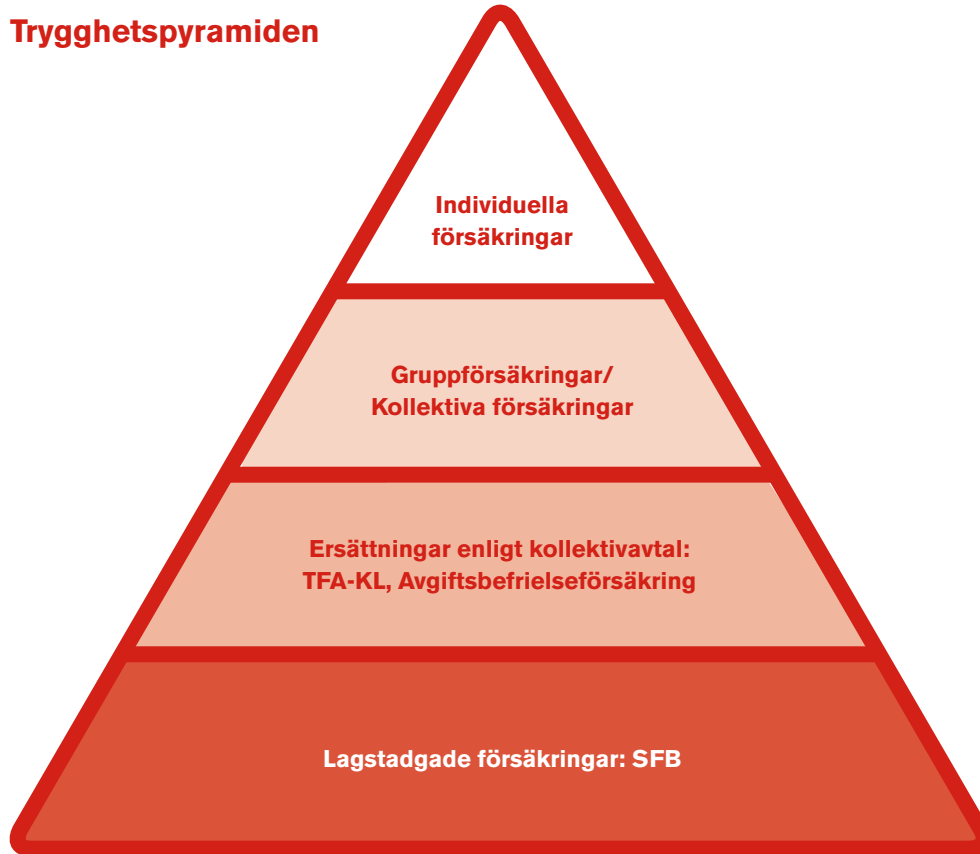 Trygghetspyramiden
Individuella
försäkringar
Gruppförsäkringar/
Kollektiva försäkringar
Ersättningar enligt kollektivavtal:
TFA-KL, Avgiftsbefrielseförsäkring
Lagstadgade försäkringar: SFB